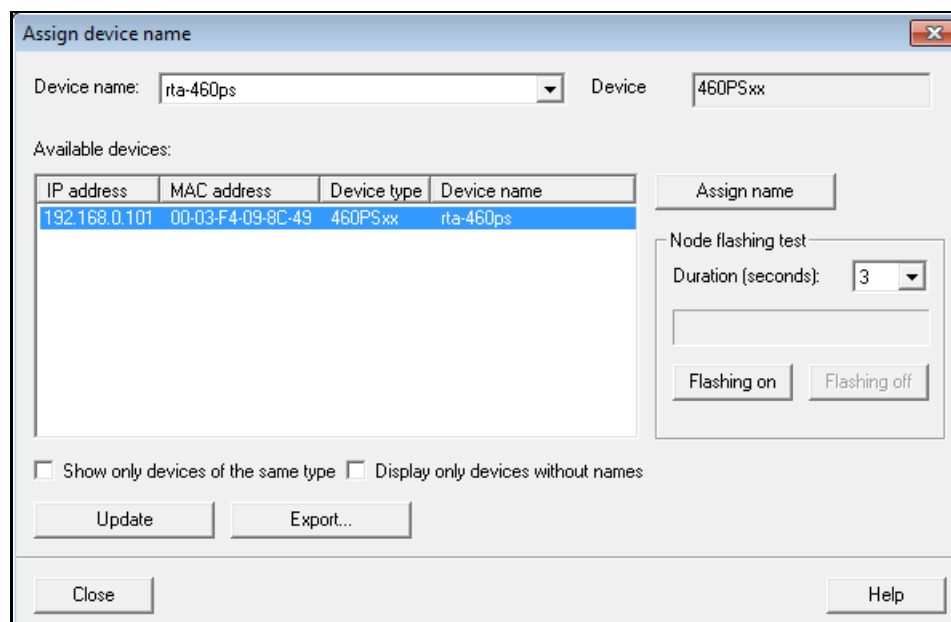 Assign device name
Device name: rta-460ps Device 460PSxx
Available devices:
IP address MAC address Device type Device name
192.168.0.101 00-03-F4-09-8C-49 460PSxx rta-460ps
Assign name
Node flashing test
Duration (seconds): 3
Flashing on Flashing off
Show only devices of the same type Display only devices without names
Update Export...
Close Help